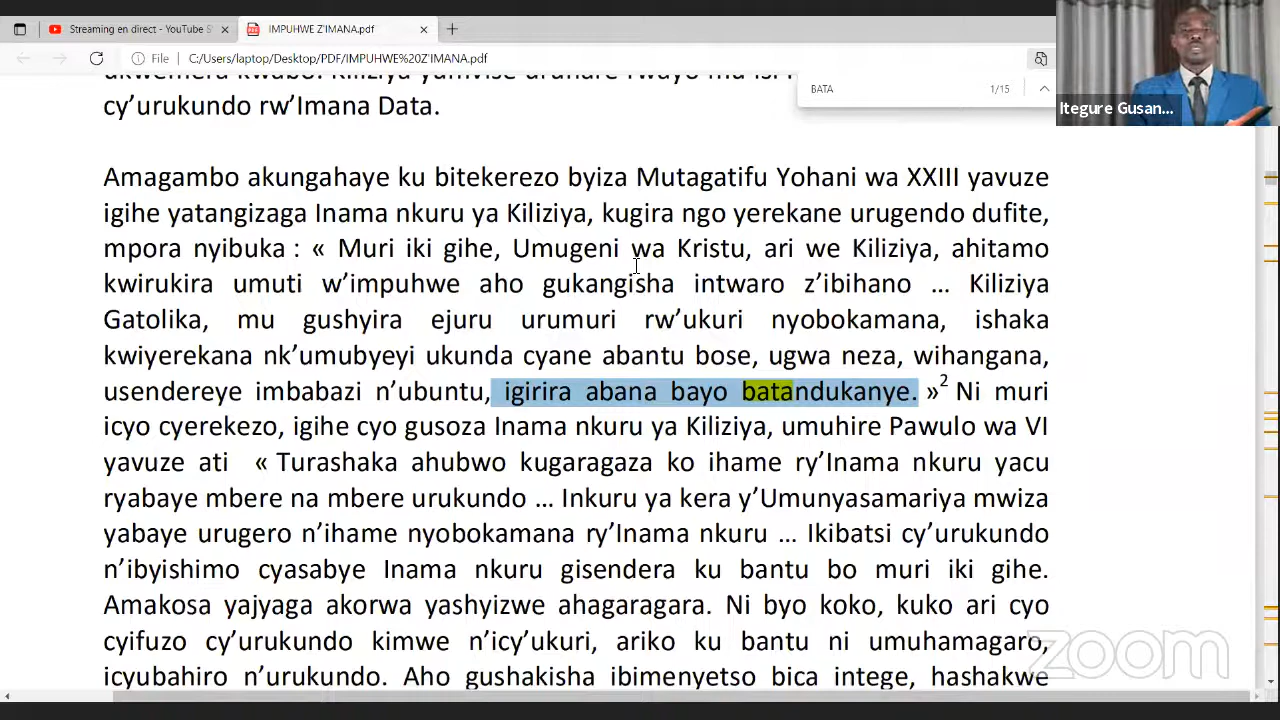 Streaming en direct - YouTube S
IMPUHWE Z'IMANA.pdf
File
C:/Users/laptop/Desktop/PDF/IMPUHWE%20Z'IMANA.pdf
BATA
1/15
Itegure Gusan...
cy’urukundo rw’Imana Data.
Amagambo akungahaye ku bitekerezo byiza Mutagatifu Yohani wa XXIII yavuze
igihe yatangizaga Inama nkuru ya Kiliziya, kugira ngo yerekane urugendo dufite,
mpora nyibuka : « Muri iki gihe, Umugeni wa Kristu, ari we Kiliziya, ahitamo
kwirukira umuti w’impuhwe aho gukangisha intwaro z’ibihano … Kiliziya
Gatolika, mu gushyira ejuru urumuri rw’ukuri nyobokamana, ishaka
kwiyerekana nk’umubyeyi ukunda cyane abantu bose, ugwa neza, wihangana,
usendereye imbabazi n’ubuntu, igirira abana bayo batandukanye. »2 Ni muri
icyo cyerekezo, igihe cyo gusoza Inama nkuru ya Kiliziya, umuhire Pawulo wa VI
yavuze ati « Turashaka ahubwo kugaragaza ko ihame ry’Inama nkuru yacu
ryabaye mbere na mbere urukundo … Inkuru ya kera y’Umunyasamariya mwiza
yabaye urugero n’ihame nyobokamana ry’Inama nkuru … Ikibatsi cy’urukundo
n’ibyishimo cyasabye Inama nkuru gisendera ku bantu bo muri iki gihe.
Amakosa yajyaga akorwa yashyizwe ahagaragara. Ni byo koko, kuko ari cyo
cyifuzo cy’urukundo kimwe n’icy’ukuri, ariko ku bantu ni umuhamagaro,
icyubahiro n’urukundo. Aho gushakisha ibimenyetso bica intege, hashakwe
zoom